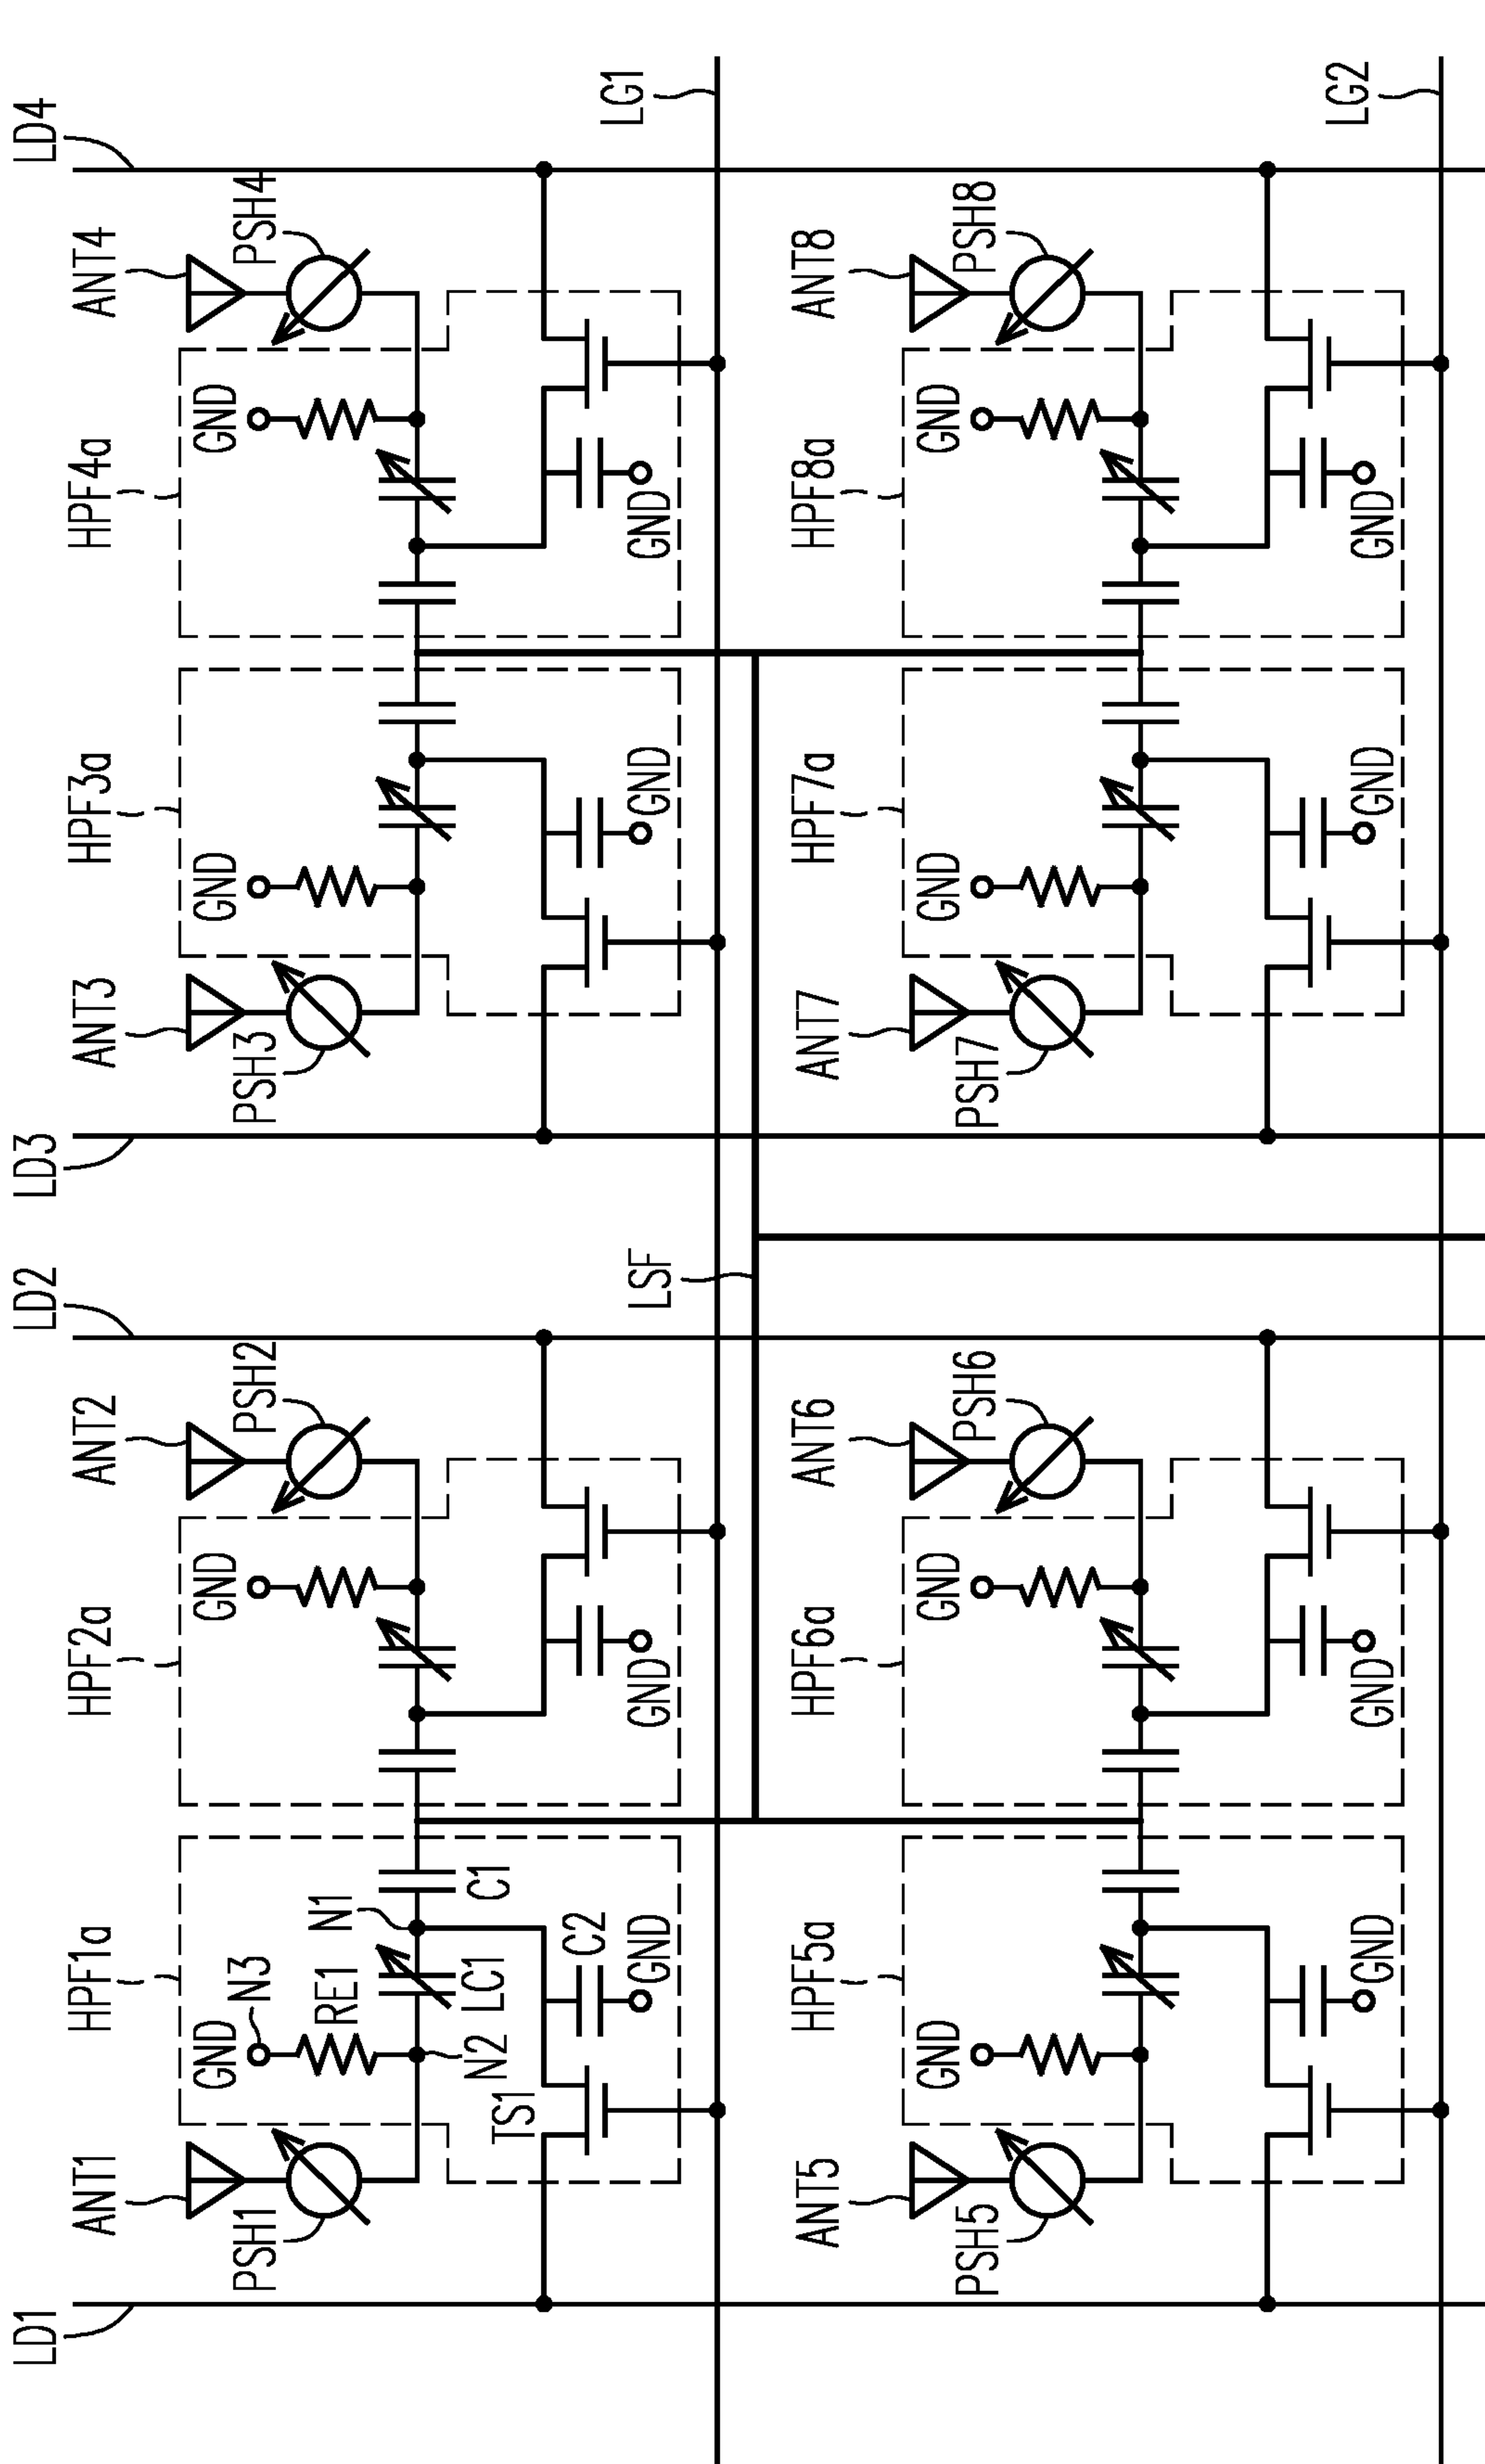 LD1
LD2
LD3
LD4
ANT1
HPF1a
HPF2a
ANT2
ANT3
HPF3a
HPF4a
ANT4
PSH1
GND
N3
RE1
N1
GND
PSH2
PSH3
GND
GND
PSH4
N2
LC1
C1
TS1
C2
GND
GND
GND
GND
LSF
LG1
ANT5
HPF5a
HPF6a
ANT6
ANT7
HPF7a
HPF8a
ANT8
PSH5
GND
GND
PSH6
PSH7
GND
GND
PSH8
GND
GND
GND
GND
LG2